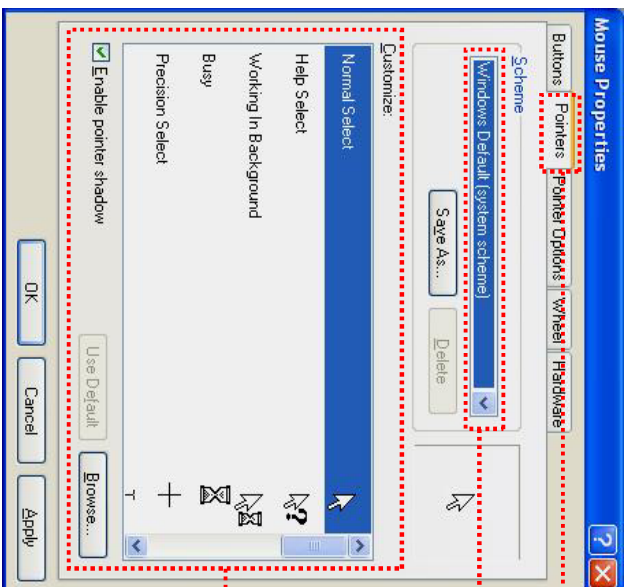 Mouse Properties
Buttons Pointers Pointer Options Wheel Hardware
Scheme
Windows Default (system scheme)
Save As... Delete
Customize:
Normal Select
Help Select
Working In Background
Busy
Precision Select
Enable pointer shadow
Use Default Browse...
OK Cancel Apply